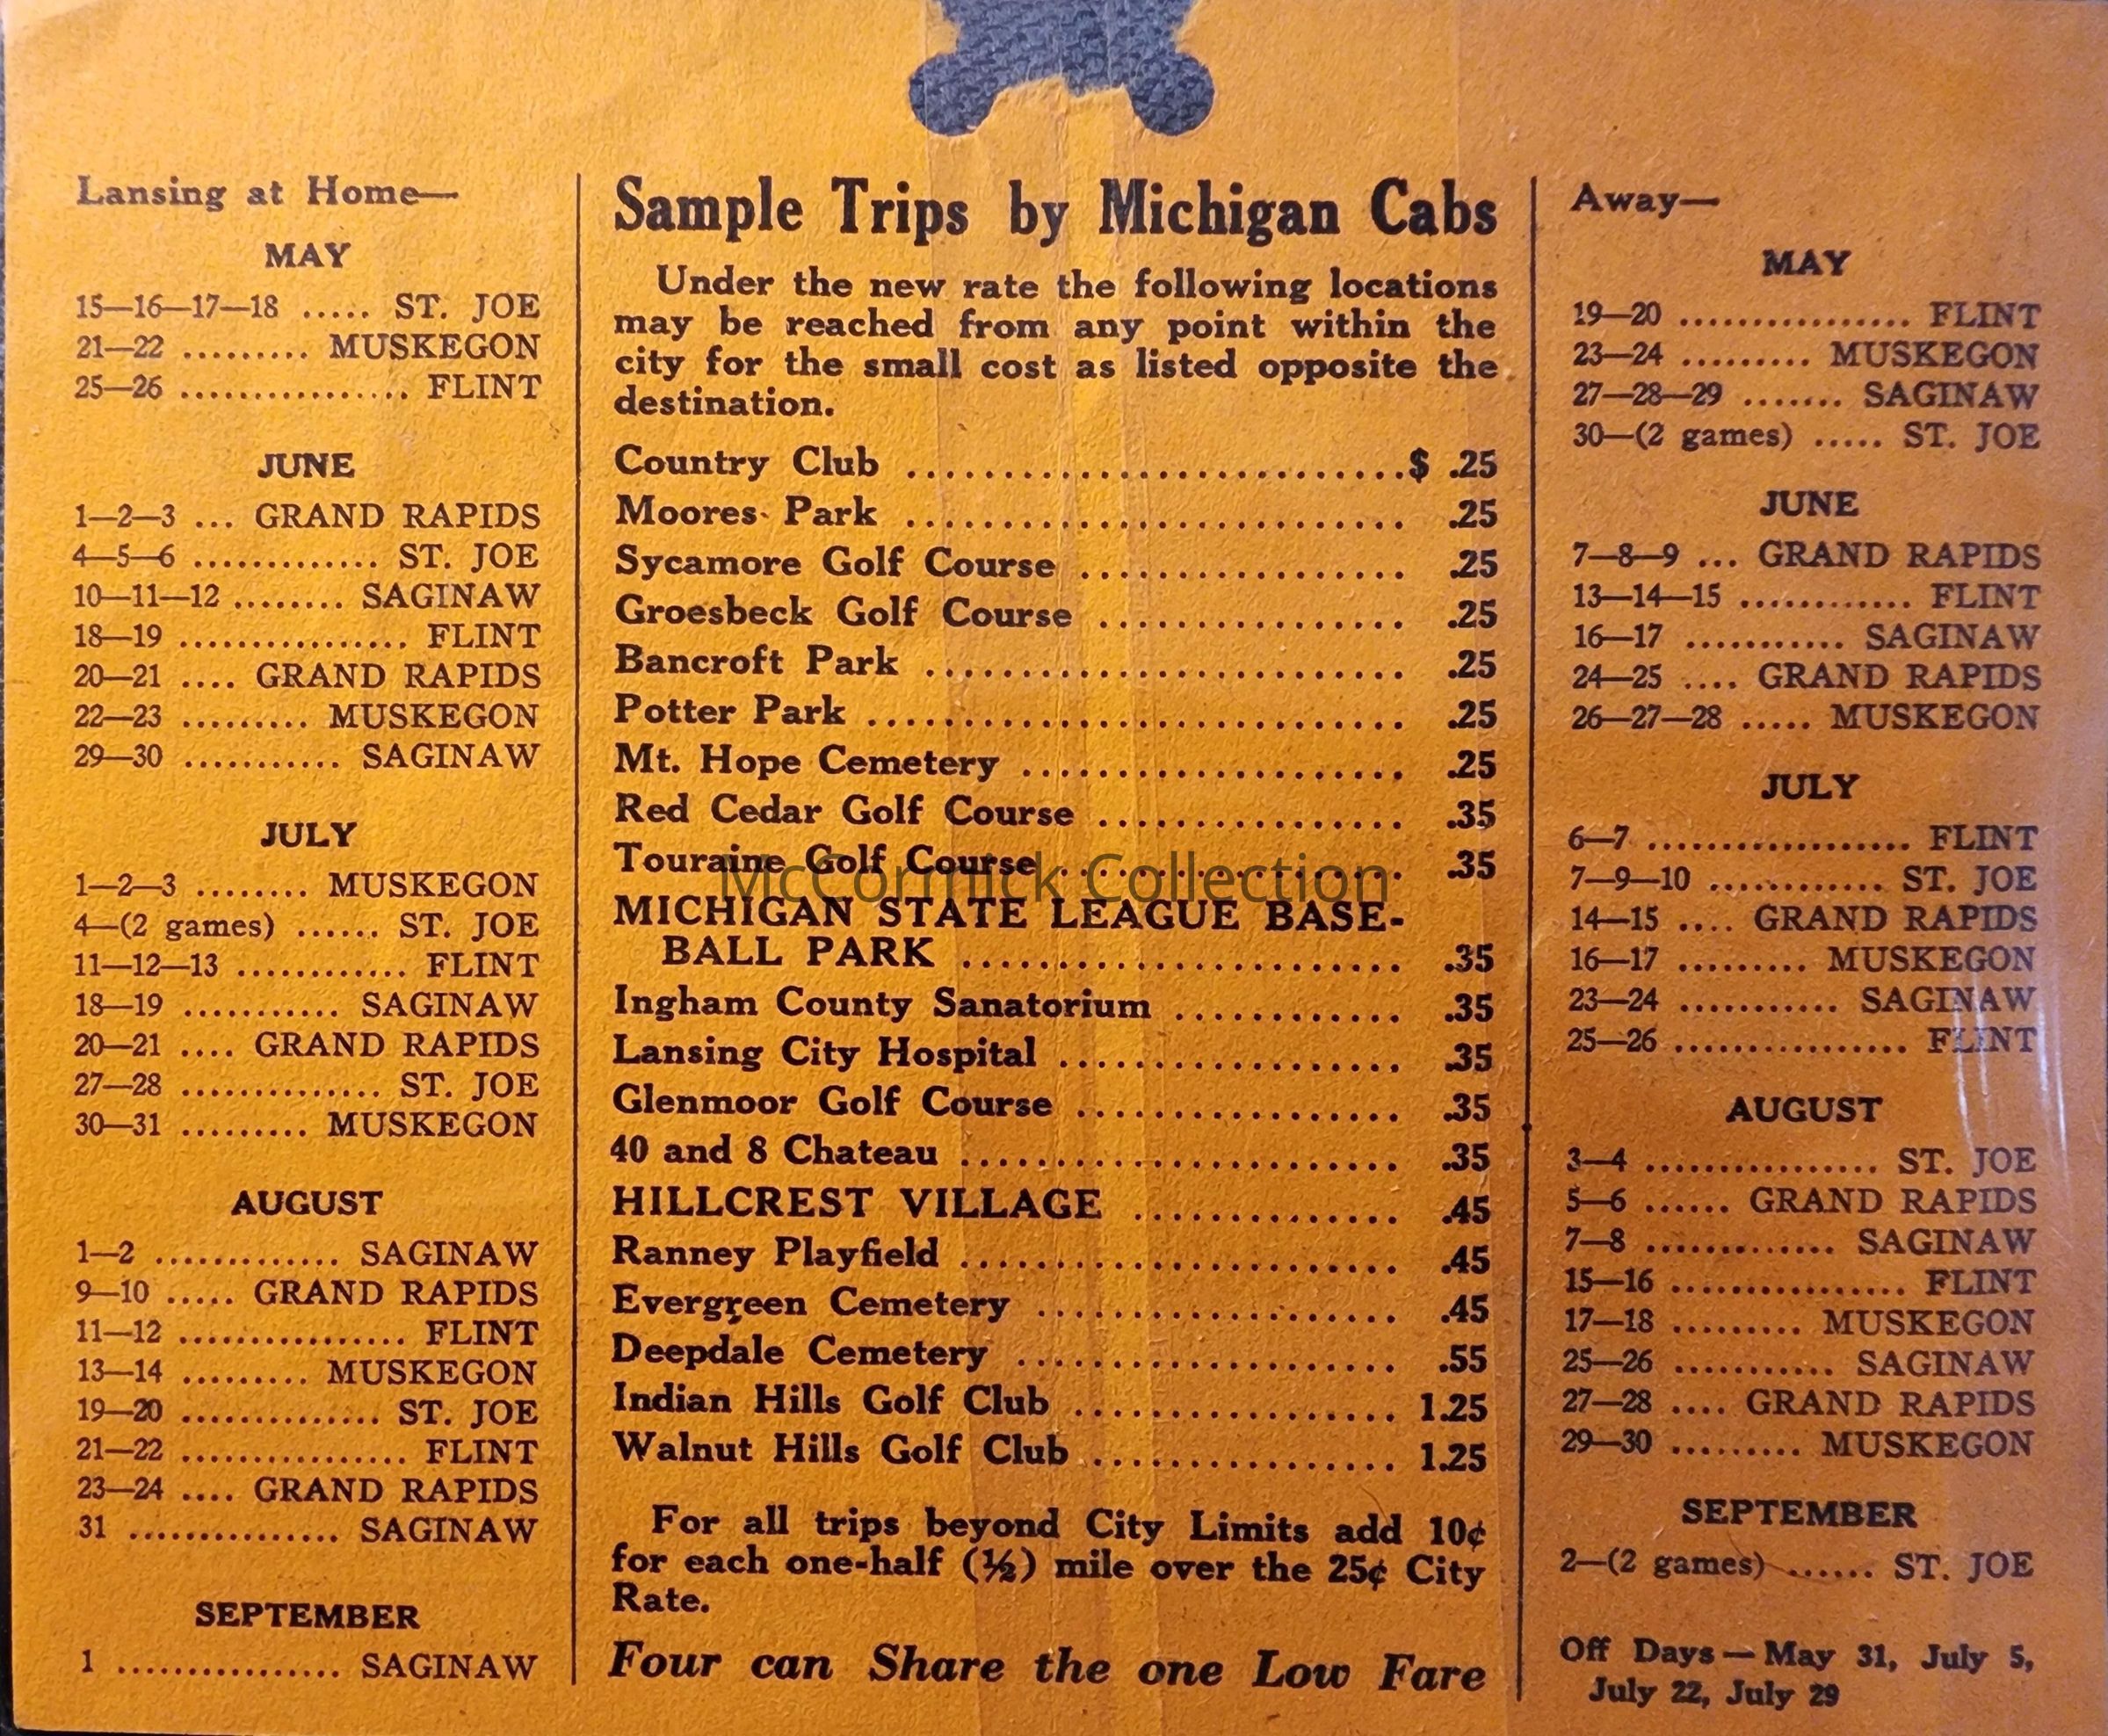 Lansing at Home—
MAY
15—16—17—18 ..... ST. JOE
21—22 ......... MUSKEGON
25—26 ................ FLINT
JUNE
1—2—3 ... GRAND RAPIDS
4—5—6 ............. ST. JOE
10—11—12 ........ SAGINAW
18—19 ................ FLINT
20—21 .... GRAND RAPIDS
22—23 ......... MUSKEGON
29—30 ........... SAGINAW
JULY
1—2—3 ........ MUSKEGON
4—(2 games) ...... ST. JOE
11—12—13 ............ FLINT
18—19 ........... SAGINAW
20—21 .... GRAND RAPIDS
27—28 .............. ST. JOE
30—31 ......... MUSKEGON
AUGUST
1—2 ............. SAGINAW
9—10 ..... GRAND RAPIDS
11—12 ................ FLINT
13—14 ......... MUSKEGON
19—20 .............. ST. JOE
21—22 ................ FLINT
23—24 .... GRAND RAPIDS
31 ............... SAGINAW
SEPTEMBER
1 ................ SAGINAW
Sample Trips by Michigan Cabs
Under the new rate the following locations
may be reached from any point within the
city for the small cost as listed opposite the
destination.
Country Club ..........................$ .25
Moores Park .......................... .25
Sycamore Golf Course ................. .25
Groesbeck Golf Course ................ .25
Bancroft Park ......................... .25
Potter Park ............................ .25
Mt. Hope Cemetery .................... .25
Red Cedar Golf Course ................ .35
Touraine Golf Course .................. .35
McCormick Collection
MICHIGAN STATE LEAGUE BASE-
BALL PARK ....................... .35
Ingham County Sanatorium ............ .35
Lansing City Hospital .................. .35
Glenmoor Golf Course ................. .35
40 and 8 Chateau ....................... .35
HILLCREST VILLAGE .............. .45
Ranney Playfield ....................... .45
Evergreen Cemetery ................... .45
Deepdale Cemetery .................... .55
Indian Hills Golf Club ................. 1.25
Walnut Hills Golf Club ................ 1.25
For all trips beyond City Limits add 10¢
for each one-half (½) mile over the 25¢ City
Rate.
Four can Share the one Low Fare
Away—
MAY
19—20 ................ FLINT
23—24 ......... MUSKEGON
27—28—29 ....... SAGINAW
30—(2 games) ..... ST. JOE
JUNE
7—8—9 ... GRAND RAPIDS
13—14—15 ............ FLINT
16—17 ........... SAGINAW
24—25 .... GRAND RAPIDS
26—27—28 ..... MUSKEGON
JULY
6—7 .................. FLINT
7—9—10 ............ ST. JOE
14—15 .... GRAND RAPIDS
16—17 ......... MUSKEGON
23—24 ........... SAGINAW
25—26 ................ FLINT
AUGUST
3—4 ................ ST. JOE
5—6 ...... GRAND RAPIDS
7—8 ............. SAGINAW
15—16 ................ FLINT
17—18 ......... MUSKEGON
25—26 ........... SAGINAW
27—28 .... GRAND RAPIDS
29—30 ......... MUSKEGON
SEPTEMBER
2—(2 games) ...... ST. JOE
Off Days — May 31, July 5,
July 22, July 29